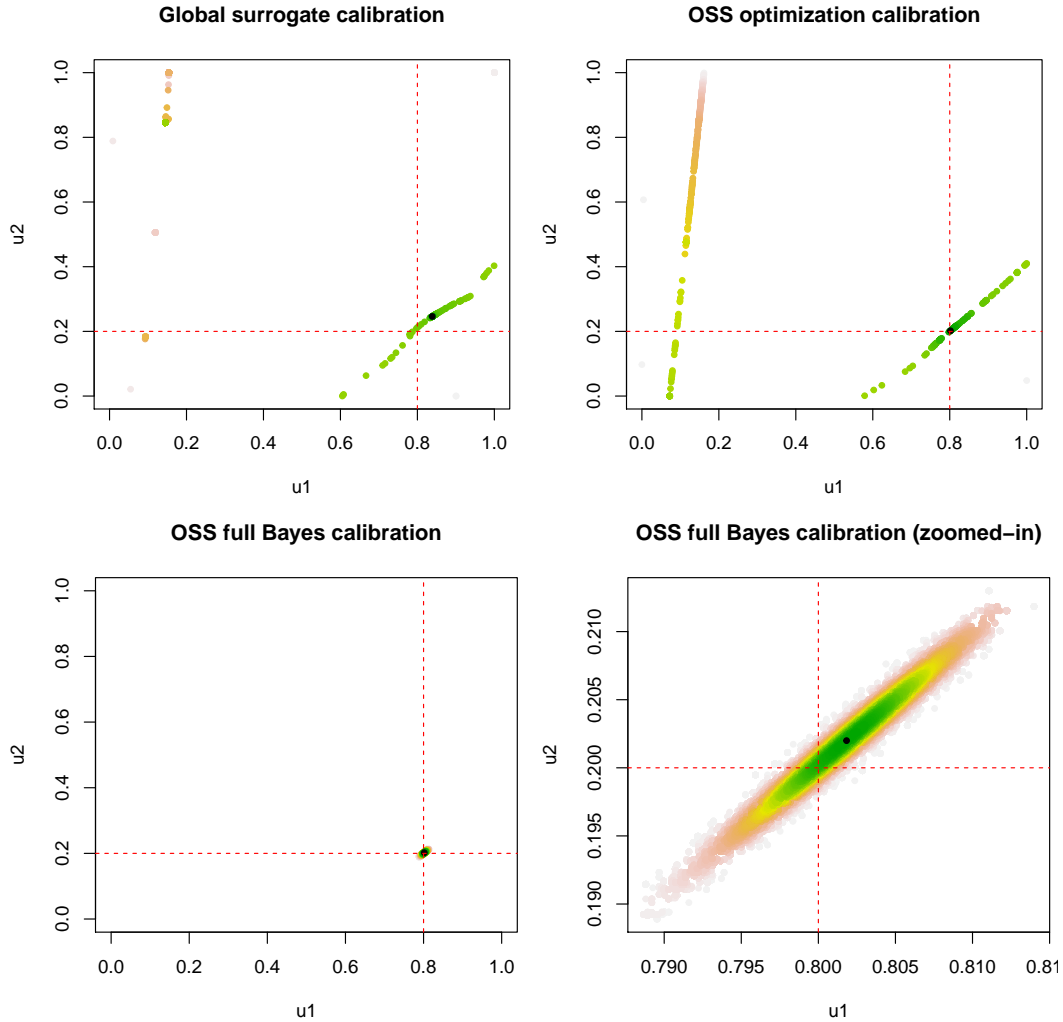 Global surrogate calibration
u2
0.0 0.2 0.4 0.6 0.8 1.0
0.0 0.2 0.4 0.6 0.8 1.0
u1
OSS optimization calibration
u2
0.0 0.2 0.4 0.6 0.8 1.0
0.0 0.2 0.4 0.6 0.8 1.0
u1
OSS full Bayes calibration
u2
0.0 0.2 0.4 0.6 0.8 1.0
0.0 0.2 0.4 0.6 0.8 1.0
u1
OSS full Bayes calibration (zoomed−in)
u2
0.190 0.195 0.200 0.205 0.210
0.790 0.795 0.800 0.805 0.810 0.81
u1